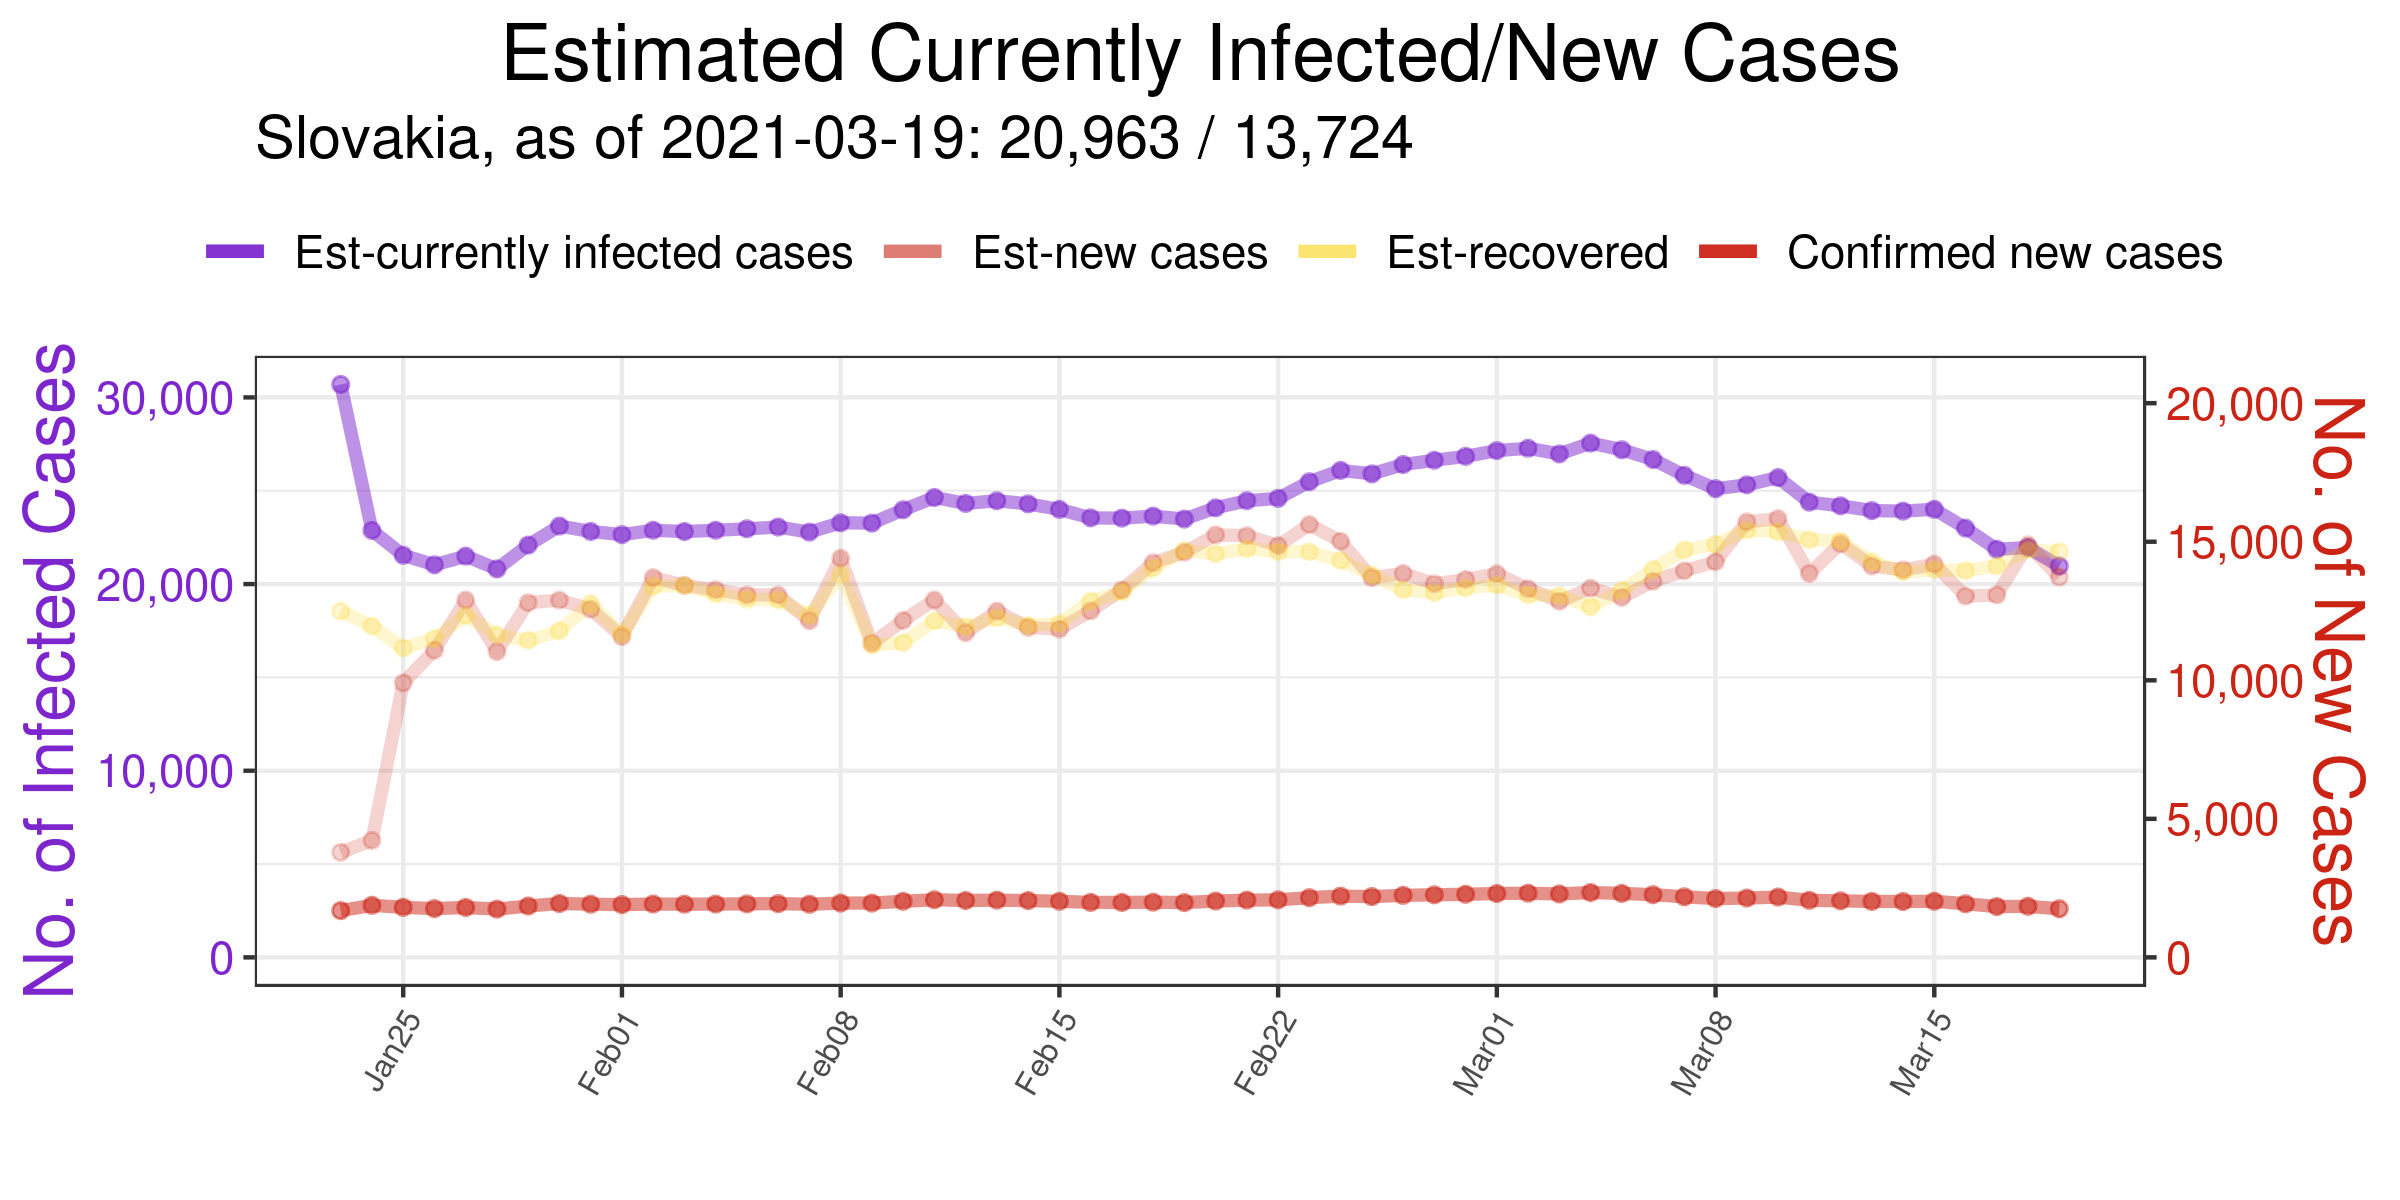 Estimated Currently Infected/New Cases
Slovakia, as of 2021-03-19: 20,963 / 13,724
Est-currently infected cases Est-new cases Est-recovered Confirmed new cases
No. of Infected Cases
30,000
20,000
10,000
0
20,000
15,000
10,000
5,000
0
No. of New Cases
Jan25 Feb01 Feb08 Feb15 Feb22 Mar01 Mar08 Mar15